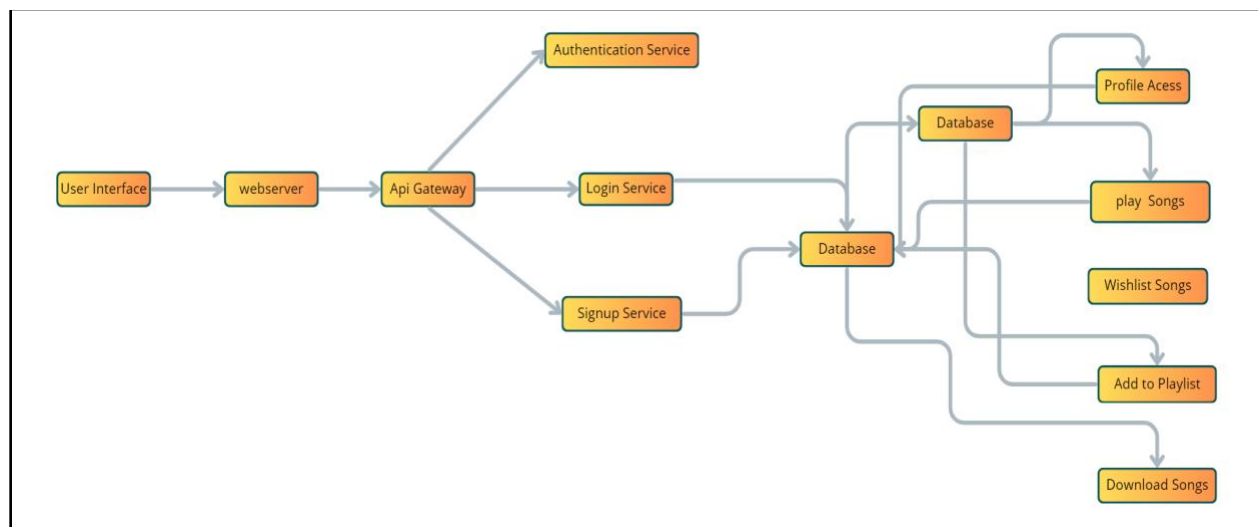 Authentication Service
Profile Acess
Database
User Interface
webserver
Api Gateway
Login Service
play Songs
Database
Wishlist Songs
Signup Service
Add to Playlist
Download Songs